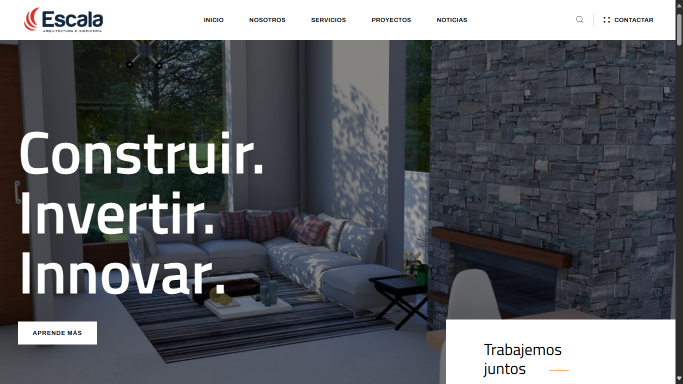 Escala
ARQUITECTURA E INGENIERÍA
INICIO
NOSOTROS
SERVICIOS
PROYECTOS
NOTICIAS
CONTACTAR
Construir.
Invertir.
Innovar.
APRENDE MÁS
Trabajemos
juntos